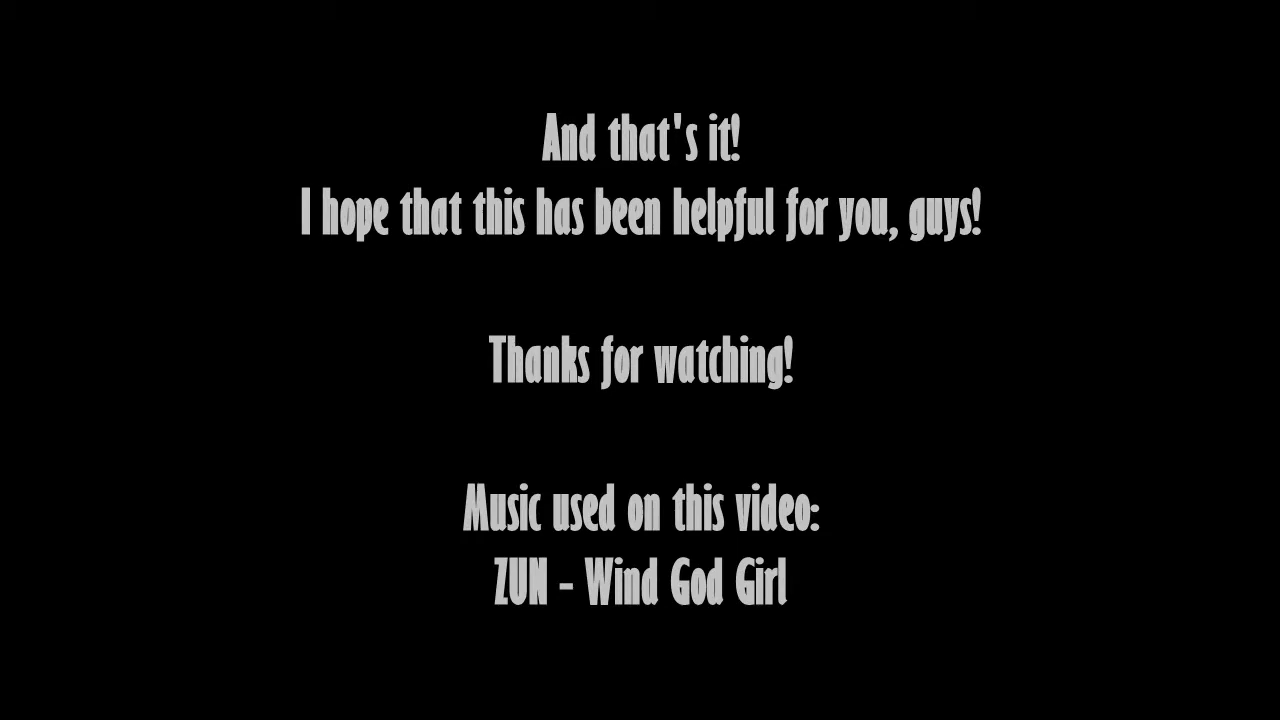 And that's it!
I hope that this has been helpful for you, guys!
Thanks for watching!
Music used on this video:
ZUN - Wind God Girl